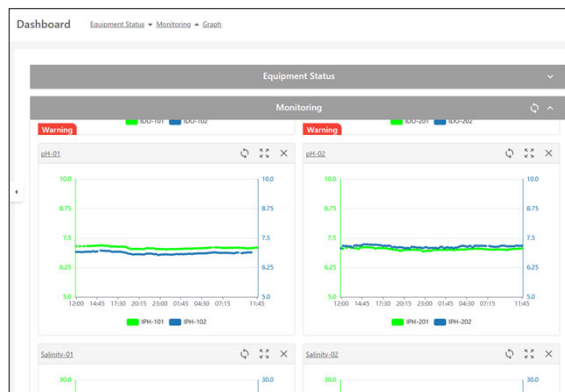 Dashboard
Equipment Status Monitoring Graph
Equipment Status
Monitoring
IDO-101 IDO-102
IDO-201 IDO-202
Warning
Warning
pH-01
pH-02
10.0 10.0
8.75 8.75
7.5 7.5
6.25 6.25
5.0 5.0
12:00 14:45 17:30 20:15 23:00 01:45 04:30 07:15 11:45
IPH-101 IPH-102
10.0 10.0
8.75 8.75
7.5 7.5
6.25 6.25
5.0 5.0
12:00 14:45 17:30 20:15 23:00 01:45 04:30 07:15 11:45
IPH-201 IPH-202
Salinity-01
Salinity-02
30.0 30.0
30.0 30.0